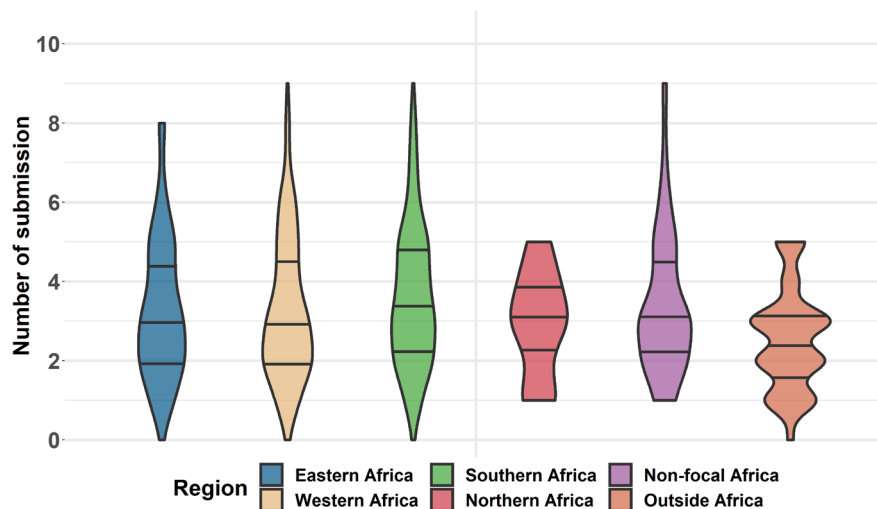 10
8
6
4
2
0
Number of submission
Region
Eastern Africa
Southern Africa
Non-focal Africa
Western Africa
Northern Africa
Outside Africa